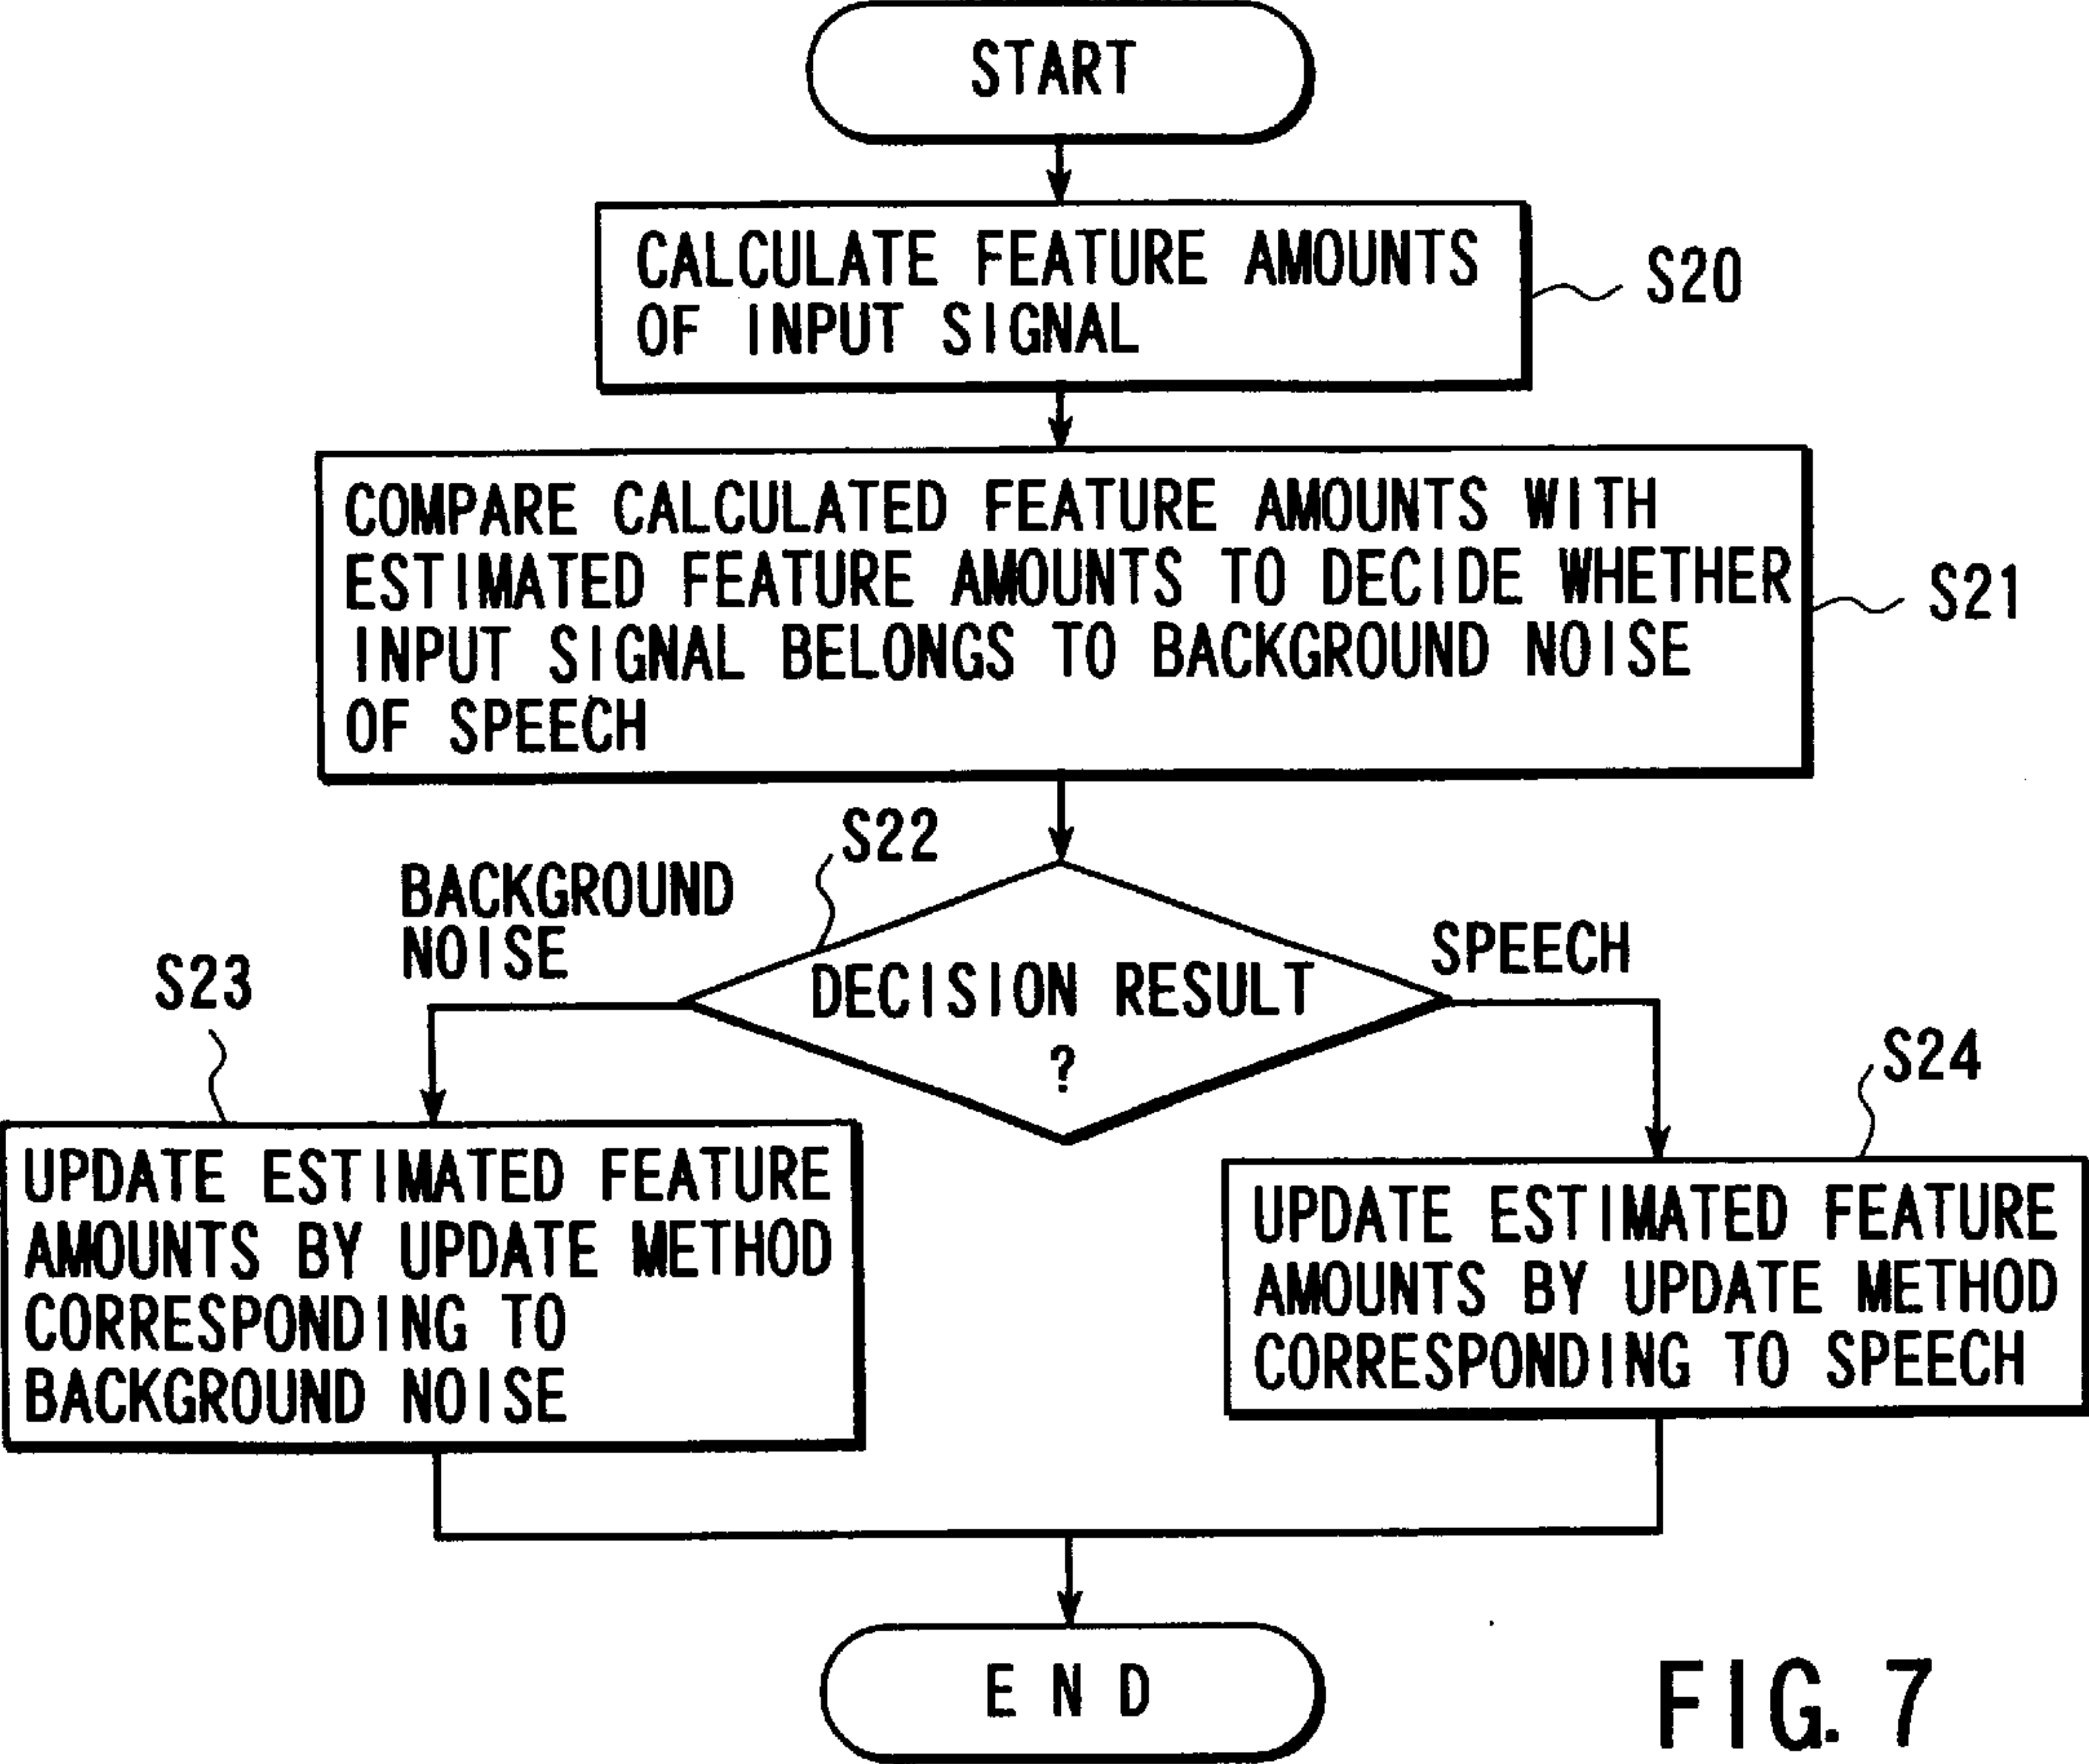 START
CALCULATE FEATURE AMOUNTS
OF INPUT SIGNAL
S20
COMPARE CALCULATED FEATURE AMOUNTS WITH
ESTIMATED FEATURE AMOUNTS TO DECIDE WHETHER
INPUT SIGNAL BELONGS TO BACKGROUND NOISE
OF SPEECH
S21
S22
BACKGROUND
NOISE
DECISION RESULT
?
SPEECH
S23
S24
UPDATE ESTIMATED FEATURE
AMOUNTS BY UPDATE METHOD
CORRESPONDING TO
BACKGROUND NOISE
UPDATE ESTIMATED FEATURE
AMOUNTS BY UPDATE METHOD
CORRESPONDING TO SPEECH
END
FIG. 7